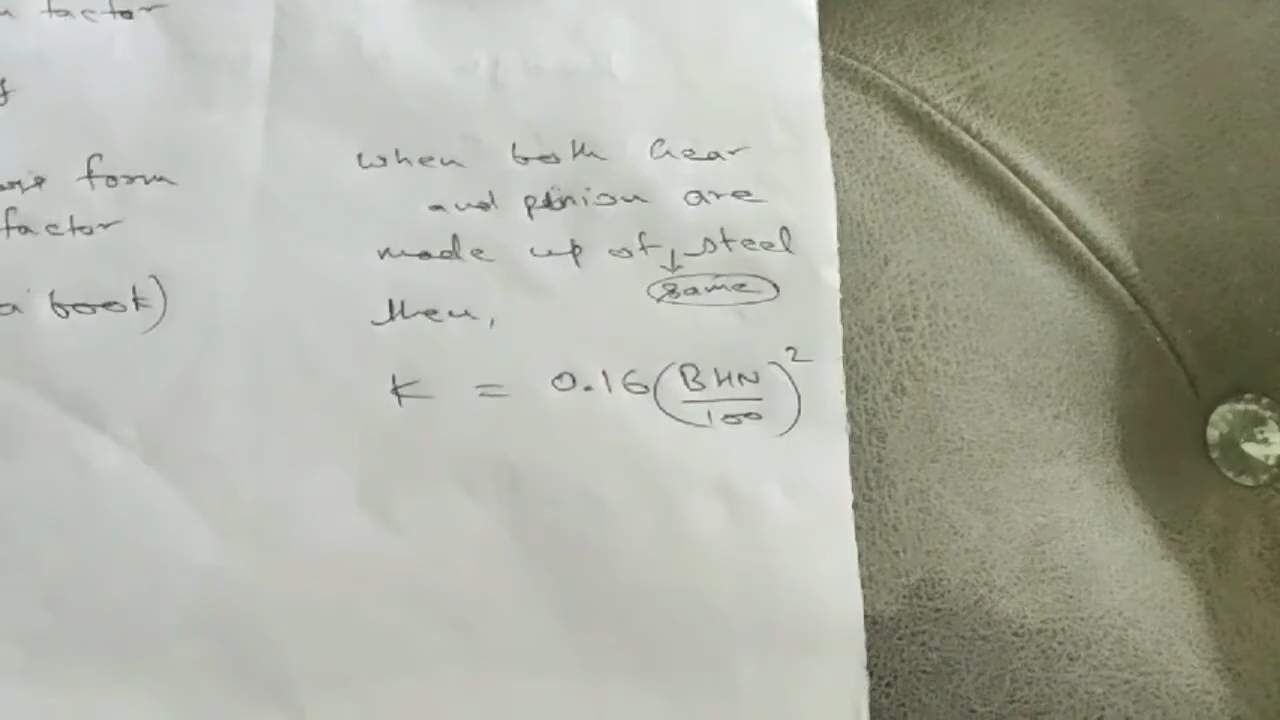 factor
form
factor
a book)
when both Gear
and pinion are
made up of steel
same
then,
K = 0.16(BHN/100)²